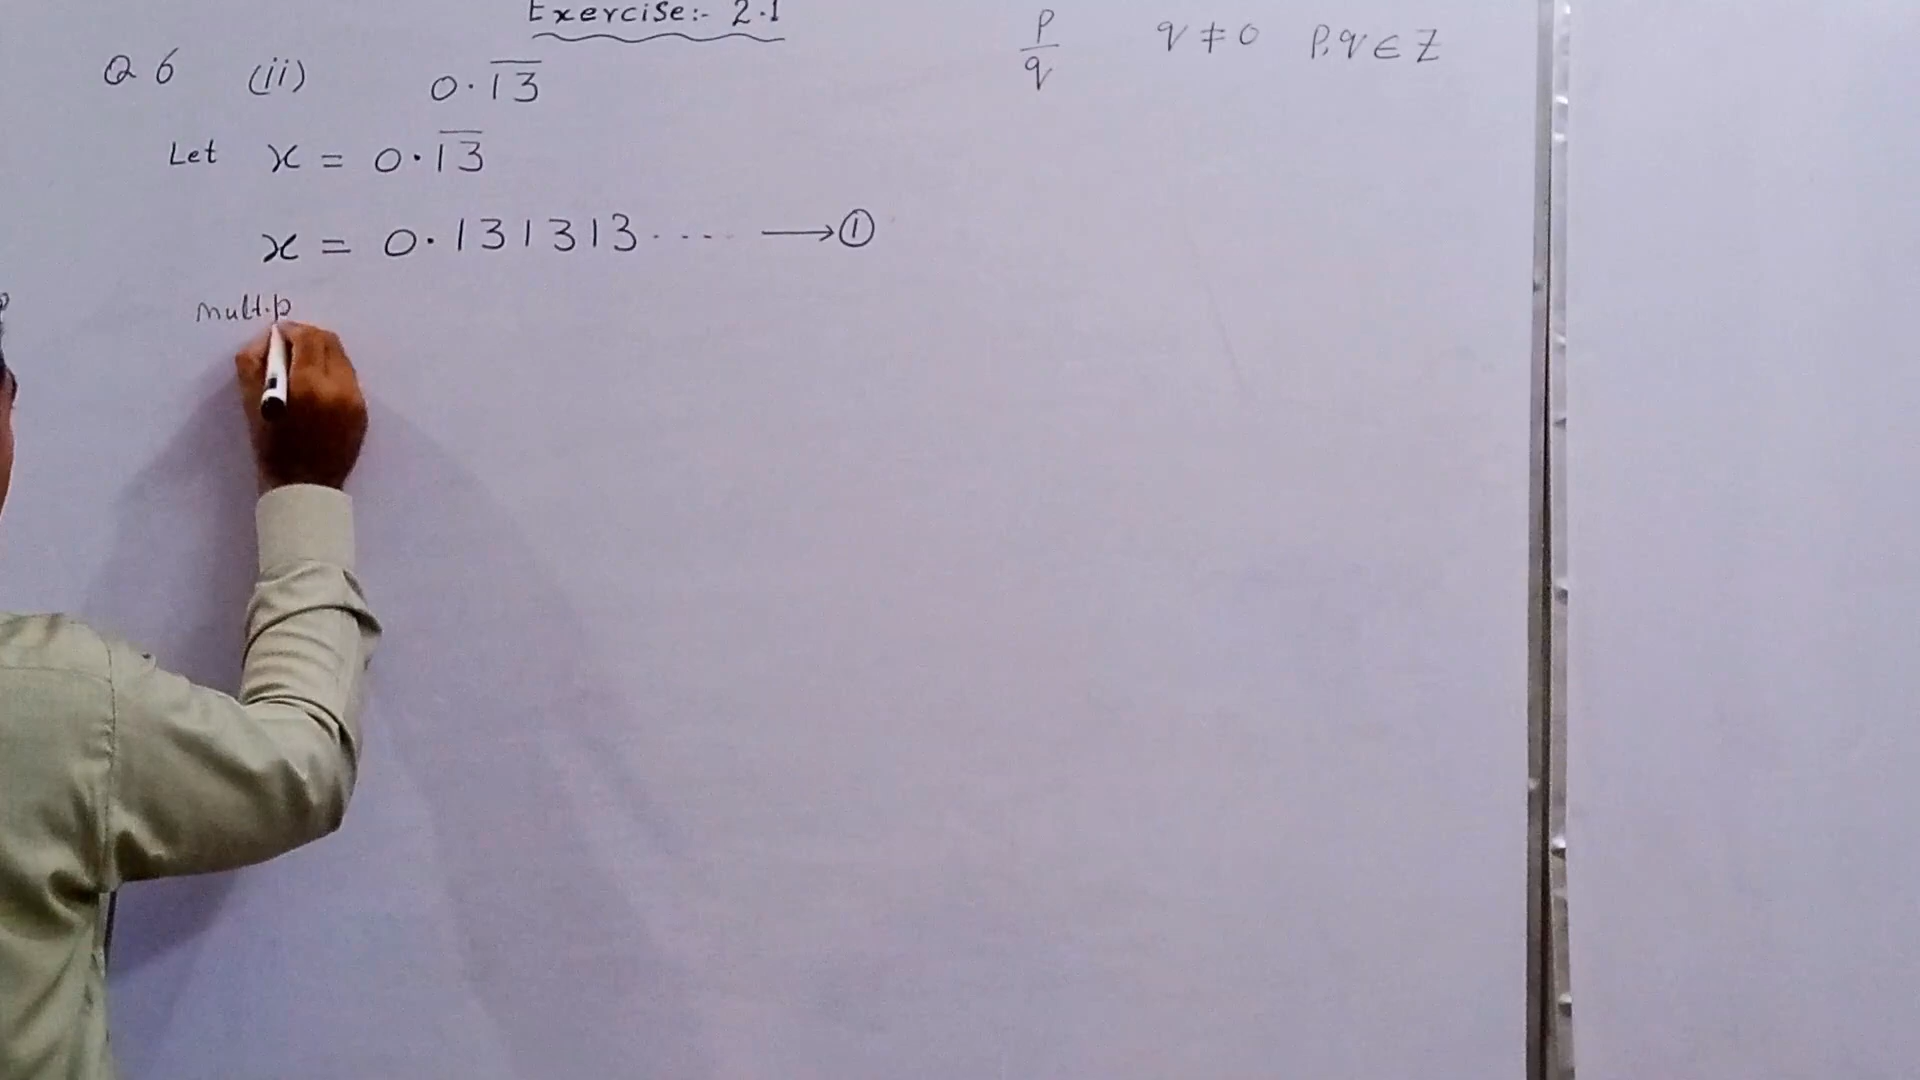 Exercise:- 2.1
p/q q ≠ 0 p,q ∈ Z
Q 6 (ii) 0.1̅3̅
Let x = 0.1̅3̅
x = 0.131313.... ⟶①
Multip